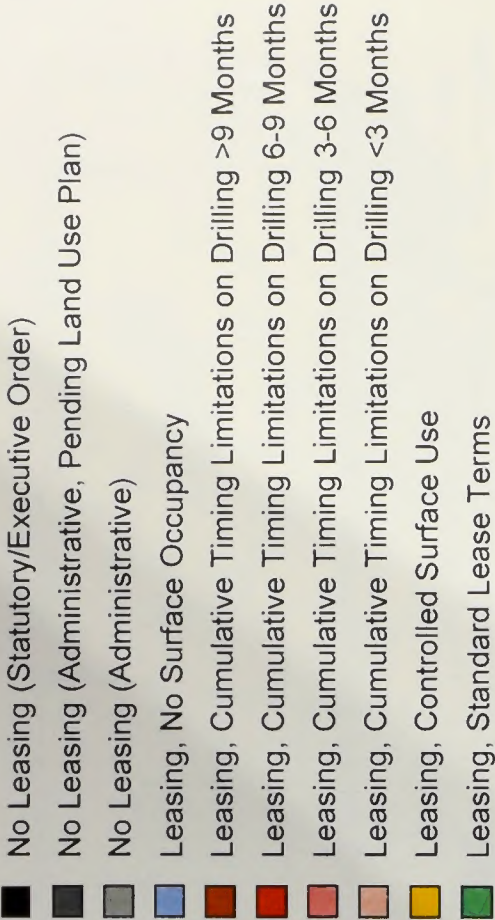 No Leasing (Statutory/Executive Order)
No Leasing (Administrative, Pending Land Use Plan)
No Leasing (Administrative)
Leasing, No Surface Occupancy
Leasing, Cumulative Timing Limitations on Drilling >9 Months
Leasing, Cumulative Timing Limitations on Drilling 6-9 Months
Leasing, Cumulative Timing Limitations on Drilling 3-6 Months
Leasing, Cumulative Timing Limitations on Drilling <3 Months
Leasing, Controlled Surface Use
Leasing, Standard Lease Terms